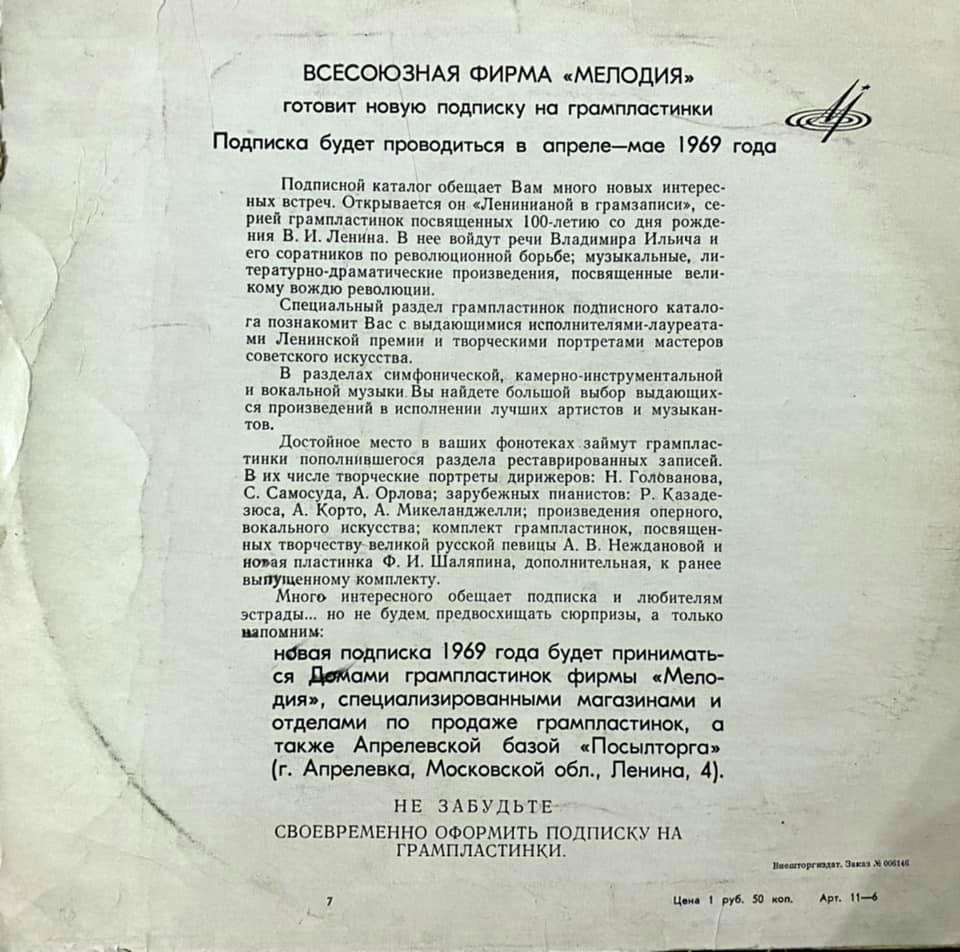 ВСЕСОЮЗНАЯ ФИРМА «МЕЛОДИЯ»
готовит новую подписку на грампластинки
Подписка будет проводиться в апреле—мае 1969 года
Подписной каталог обещает Вам много новых интерес-
ных встреч. Открывается он «Ленинианой в грамзаписи», се-
рией грампластинок посвященных 100-летию со дня рожде-
ния В. И. Ленина. В нее войдут речи Владимира Ильича и
его соратников по революционной борьбе; музыкальные, ли-
тературно-драматические произведения, посвященные вели-
кому вождю революции.
Специальный раздел грампластинок подписного катало-
га познакомит Вас с выдающимися исполнителями-лауреата-
ми Ленинской премии и творческими портретами мастеров
советского искусства.
В разделах симфонической, камерно-инструментальной
и вокальной музыки Вы найдете большой выбор выдающих-
ся произведений в исполнении лучших артистов и музыкан-
тов.
Достойное место в ваших фонотеках займут грамплас-
тинки пополнившегося раздела реставрированных записей.
В их числе творческие портреты дирижеров: Н. Голованова,
С. Самосуда, А. Орлова; зарубежных пианистов: Р. Казаде-
зюса, А. Корто, А. Микеланджелли; произведения оперного,
вокального искусства; комплект грампластинок, посвящен-
ных творчеству великой русской певицы А. В. Неждановой и
новая пластинка Ф. И. Шаляпина, дополнительная, к ранее
выпущенному комплекту.
Много интересного обещает подписка и любителям
эстрады... но не будем предвосхищать сюрпризы, а только
напомним:
новая подписка 1969 года будет принимать-
ся Домами грампластинок фирмы «Мело-
дия», специализированными магазинами и
отделами по продаже грампластинок, а
также Апрелевской базой «Посылторга»
(г. Апрелевка, Московской обл., Ленина, 4).
НЕ ЗАБУДЬТЕ
СВОЕВРЕМЕННО ОФОРМИТЬ ПОДПИСКУ НА
ГРАМПЛАСТИНКИ.
Внешторгиздат. Заказ № 006146
7
Цена 1 руб. 50 коп. Арт. 11—6